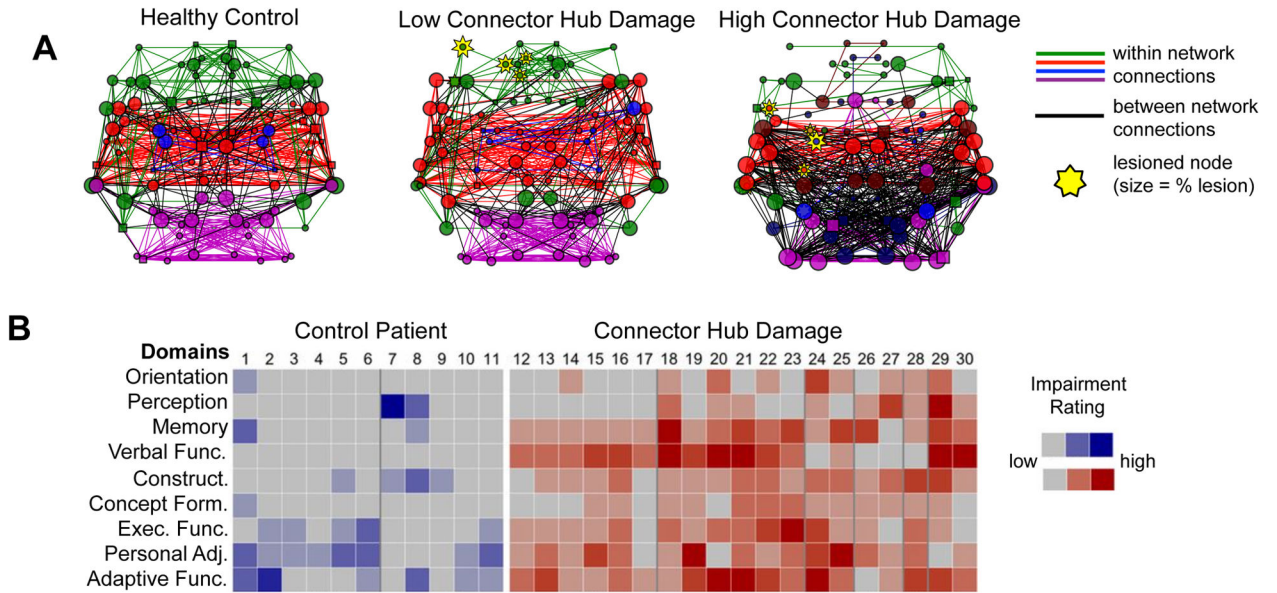 A
Healthy Control
Low Connector Hub Damage
High Connector Hub Damage
within network
connections
between network
connections
lesioned node
(size = % lesion)
B
Control Patient
Connector Hub Damage
Domains
1 2 3 4 5 6 7 8 9 10 11 12 13 14 15 16 17 18 19 20 21 22 23 24 25 26 27 28 29 30
Orientation
Perception
Memory
Verbal Func.
Construct.
Concept Form.
Exec. Func.
Personal Adj.
Adaptive Func.
Impairment
Rating
low
high